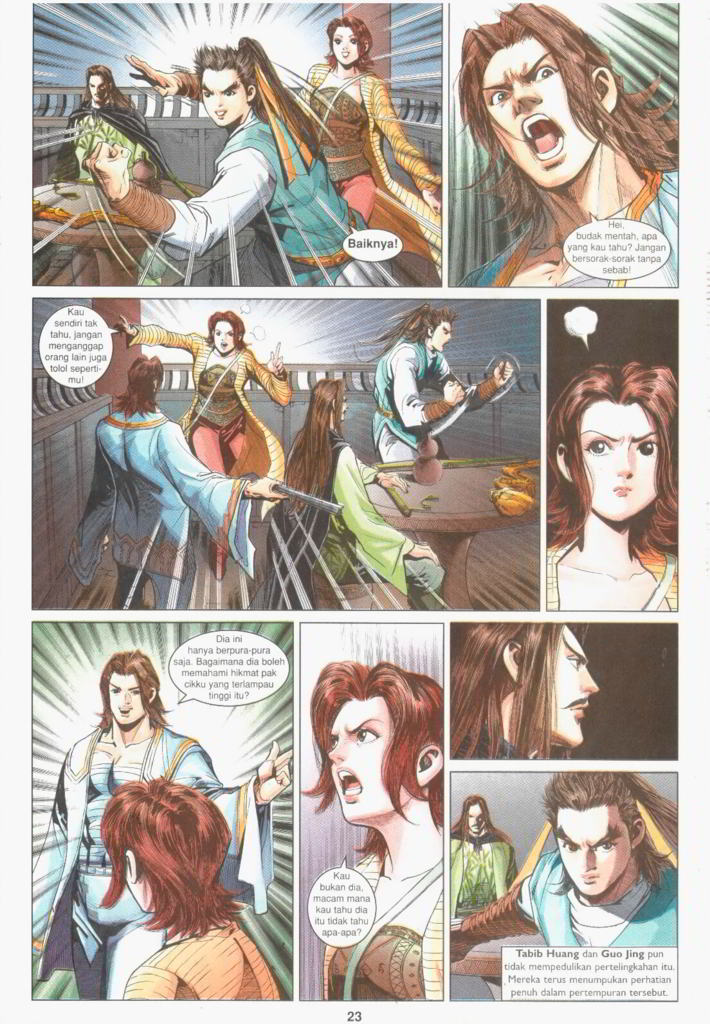 Baiknya!
Hei,
budak mentah, apa
yang kau tahu? Jangan
bersorak-sorak tanpa
sebab!
Kau
sendiri tak
tahu, jangan
menganggap
orang lain juga
tolol seperti-
mu!
Dia ini
hanya berpura-pura
saja. Bagaimana dia boleh
memahami hikmat pak
cikku yang terlampau
tinggi itu?
Kau
bukan dia,
macam mana
kau tahu dia
itu tidak tahu
apa-apa?
Tabib Huang dan Guo Jing pun
tidak mempedulikan pertelingkahan itu.
Mereka terus menumpukan perhatian
penuh dalam pertempuran tersebut.
23